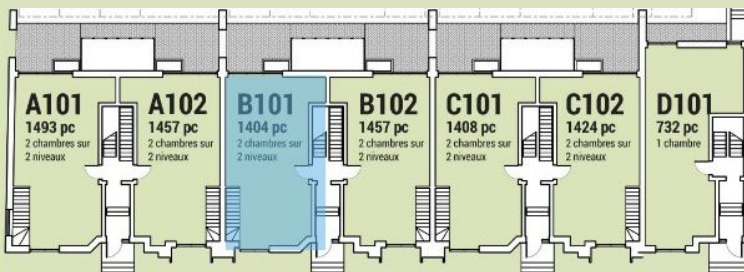 A101
1493 pc
2 chambres sur
2 niveaux
A102
1457 pc
2 chambres sur
2 niveaux
B101
1404 pc
2 chambres sur
2 niveaux
B102
1457 pc
2 chambres sur
2 niveaux
C101
1408 pc
2 chambres sur
2 niveaux
C102
1424 pc
2 chambres sur
2 niveaux
D101
732 pc
1 chambre